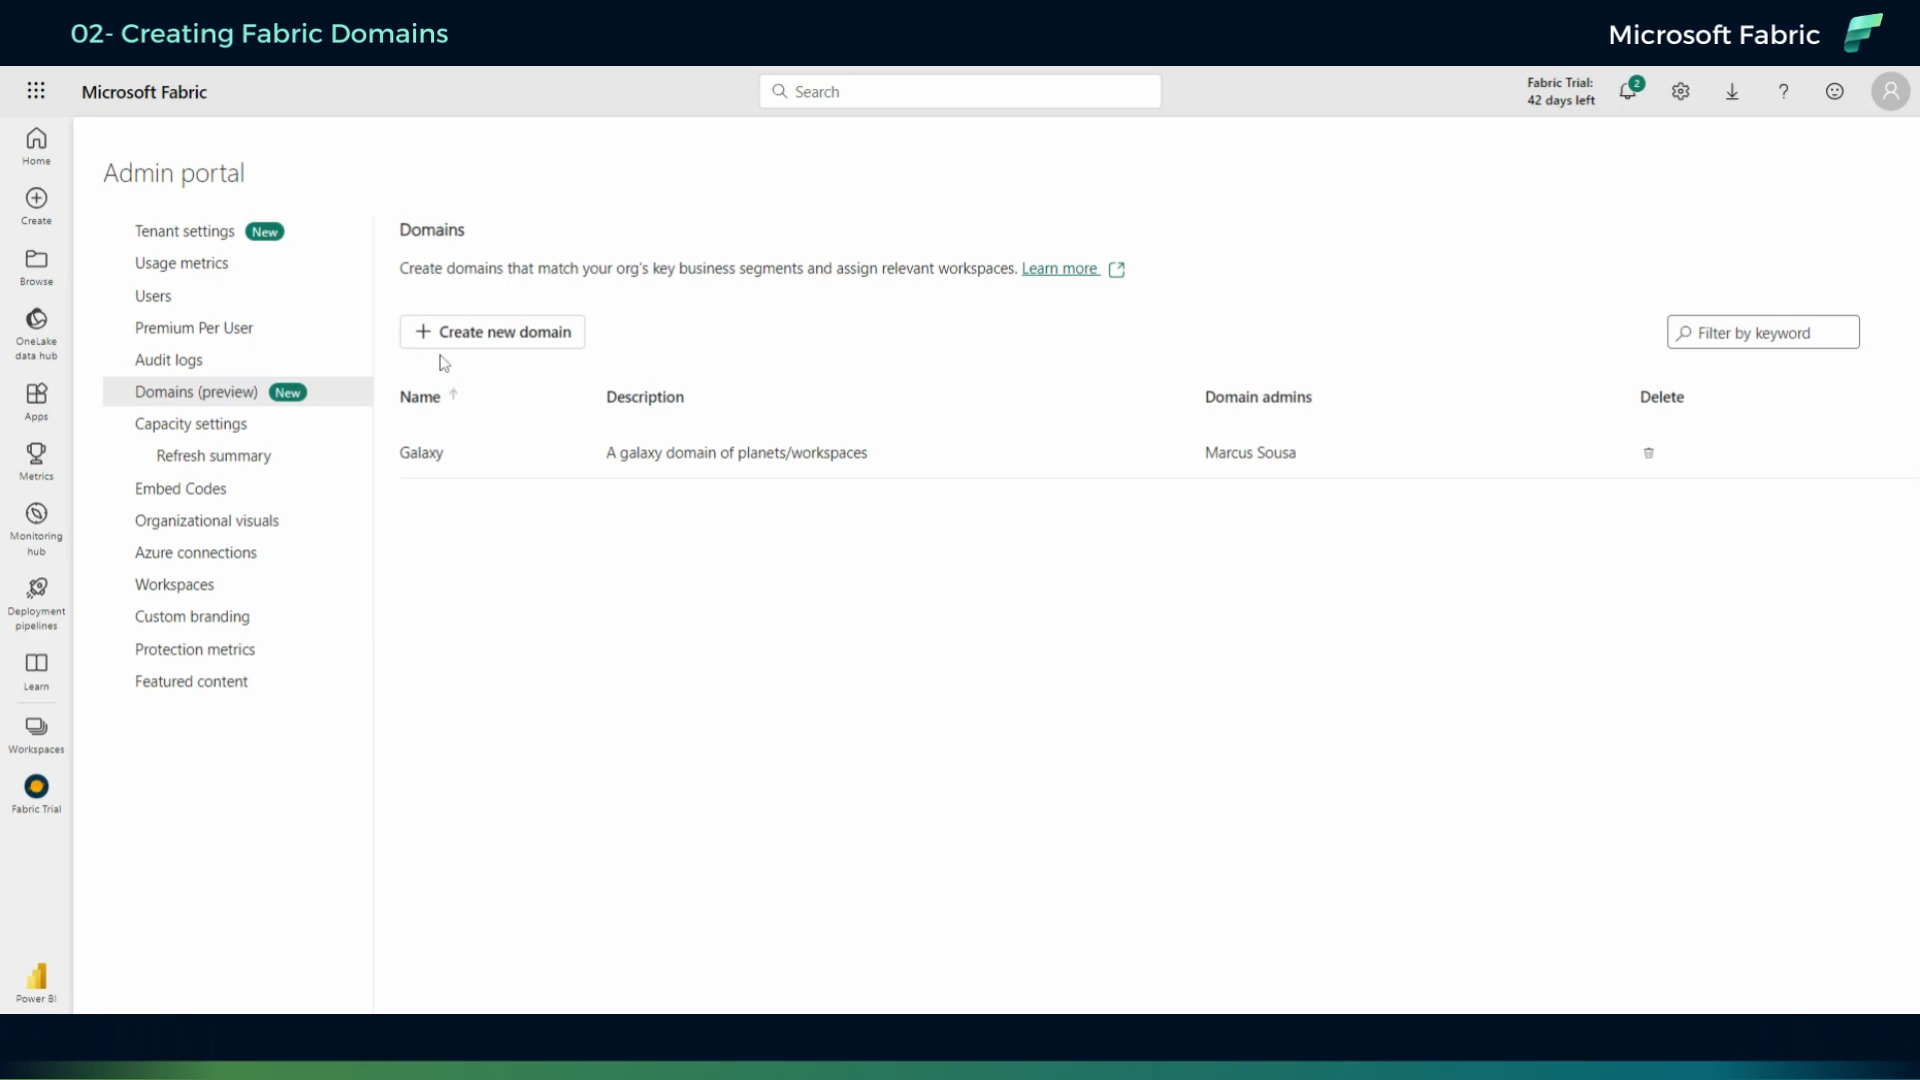 02- Creating Fabric Domains
Microsoft Fabric
Microsoft Fabric
Search
Fabric Trial:
42 days left
2
Home
Create
Browse
OneLake
data hub
Apps
Metrics
Monitoring
hub
Deployment
pipelines
Learn
Workspaces
Fabric Trial
Power BI
Admin portal
Tenant settings New
Usage metrics
Users
Premium Per User
Audit logs
Domains (preview) New
Capacity settings
Refresh summary
Embed Codes
Organizational visuals
Azure connections
Workspaces
Custom branding
Protection metrics
Featured content
Domains
Create domains that match your org's key business segments and assign relevant workspaces. Learn more
Create new domain
Filter by keyword
Name Description Domain admins Delete
Galaxy A galaxy domain of planets/workspaces Marcus Sousa